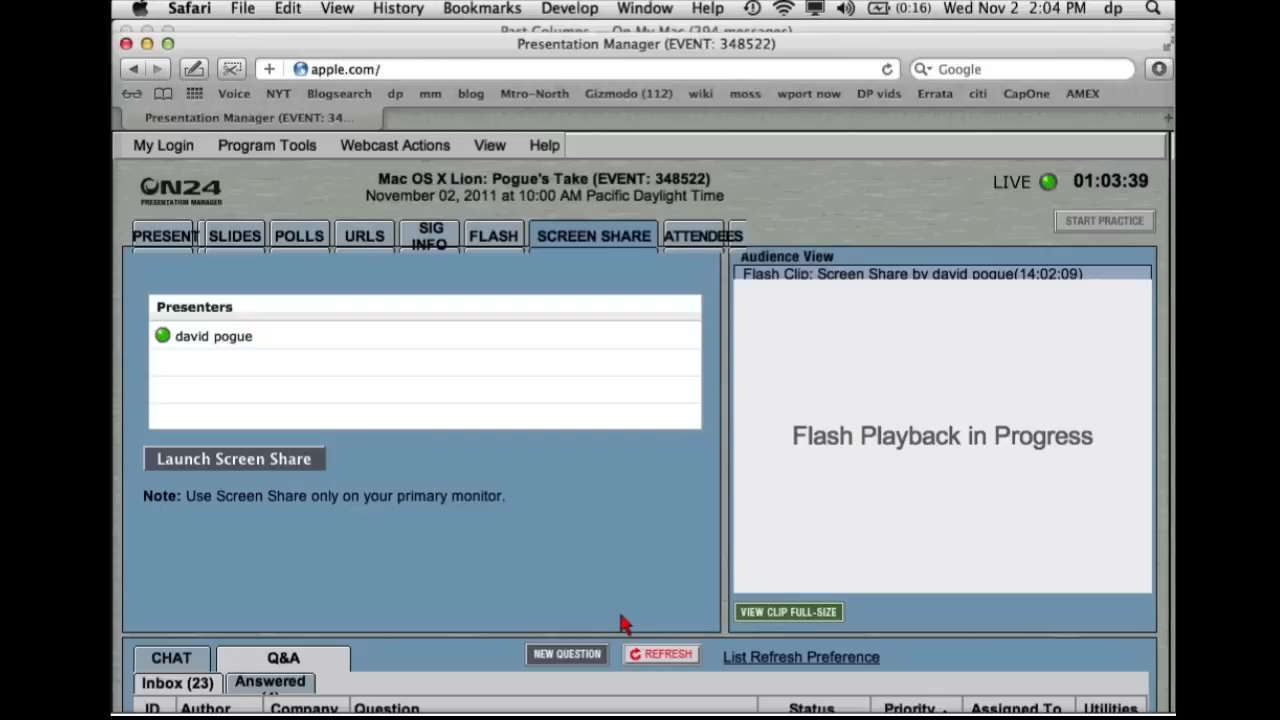 Safari File Edit View History Bookmarks Develop Window Help (0:16) Wed Nov 2 2:04 PM dp
Past Columns — On My Mac (294 messages)
Presentation Manager (EVENT: 348522)
apple.com/ Google
Voice NYT Blogsearch dp mm blog Mtro-North Gizmodo (112) wiki moss wport now DP vids Errata citi CapOne AMEX
Presentation Manager (EVENT: 34...
My Login Program Tools Webcast Actions View Help
ON24
PRESENTATION MANAGER
Mac OS X Lion: Pogue's Take (EVENT: 348522)
November 02, 2011 at 10:00 AM Pacific Daylight Time
LIVE 01:03:39
START PRACTICE
PRESENT SLIDES POLLS URLS SIG INFO FLASH SCREEN SHARE ATTENDEES
Audience View
Flash Clip: Screen Share by david pogue(14:02:09)
Presenters
david pogue
Flash Playback in Progress
Launch Screen Share
Note: Use Screen Share only on your primary monitor.
VIEW CLIP FULL-SIZE
CHAT Q&A NEW QUESTION REFRESH List Refresh Preference
Inbox (23) Answered
ID Author Company Question Status Priority Assigned To Utilities